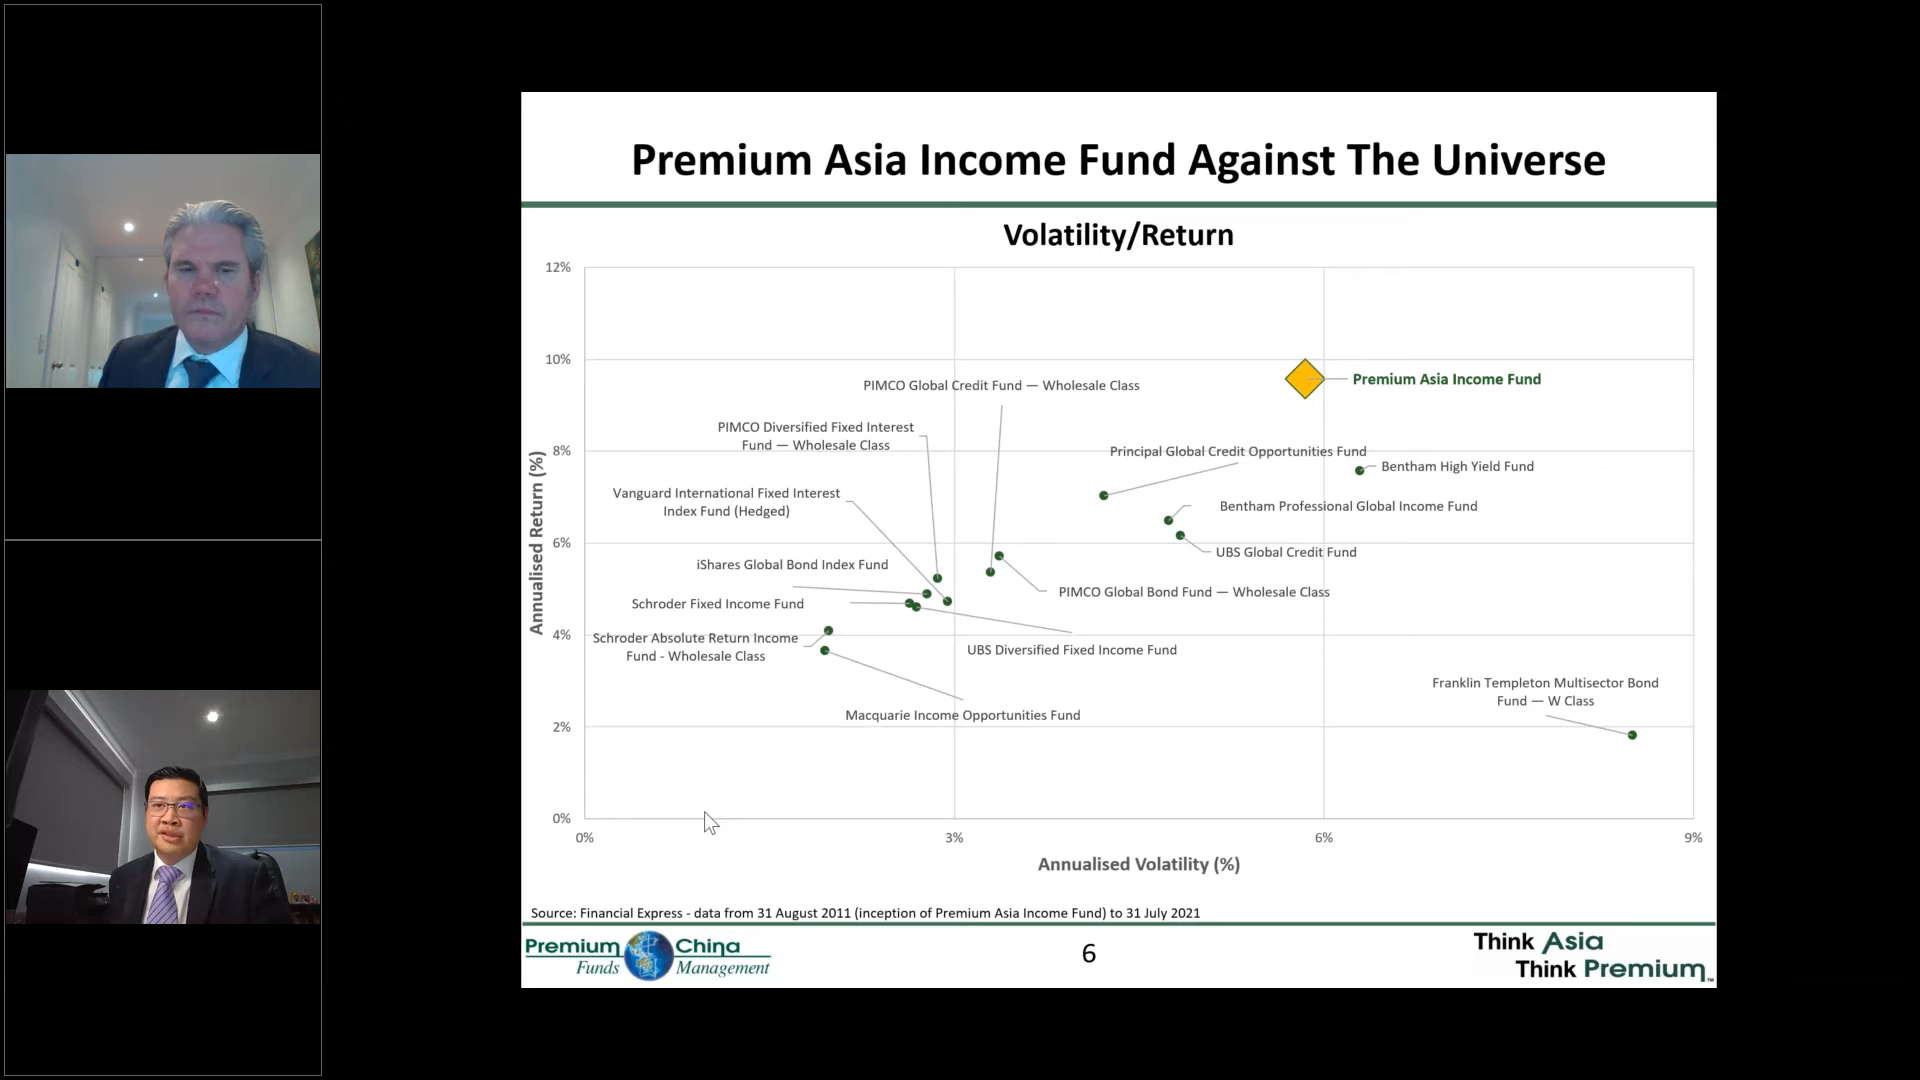 Premium Asia Income Fund Against The Universe
Volatility/Return
12%
10%
8%
6%
4%
2%
0%
Annualised Return (%)
PIMCO Global Credit Fund — Wholesale Class
Premium Asia Income Fund
PIMCO Diversified Fixed Interest
Fund — Wholesale Class
Principal Global Credit Opportunities Fund
Bentham High Yield Fund
Vanguard International Fixed Interest
Index Fund (Hedged)
Bentham Professional Global Income Fund
UBS Global Credit Fund
iShares Global Bond Index Fund
PIMCO Global Bond Fund — Wholesale Class
Schroder Fixed Income Fund
Schroder Absolute Return Income
Fund - Wholesale Class
UBS Diversified Fixed Income Fund
Franklin Templeton Multisector Bond
Fund — W Class
Macquarie Income Opportunities Fund
0%
3%
6%
9%
Annualised Volatility (%)
Source: Financial Express - data from 31 August 2011 (inception of Premium Asia Income Fund) to 31 July 2021
Premium China
Funds Management
6
Think Asia
Think Premium™